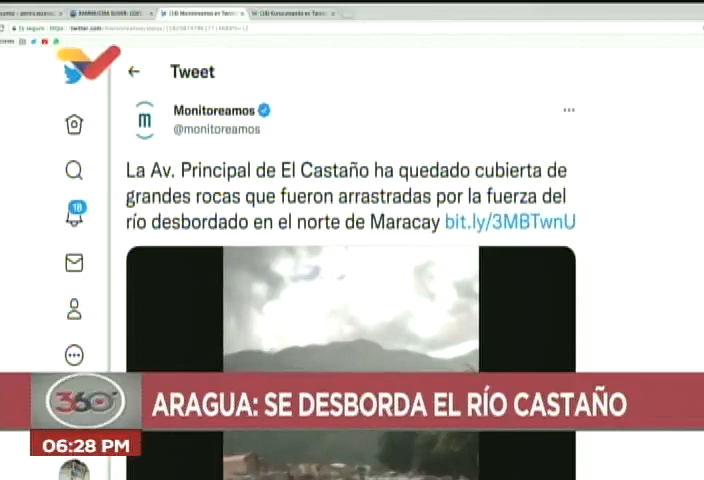 Tweet
Monitoreamos
@monitoreamos
La Av. Principal de El Castaño ha quedado cubierta de
grandes rocas que fueron arrastradas por la fuerza del
río desbordado en el norte de Maracay bit.ly/3MBTwnU
18
m
360°
ARAGUA: SE DESBORDA EL RÍO CASTAÑO
06:28 PM